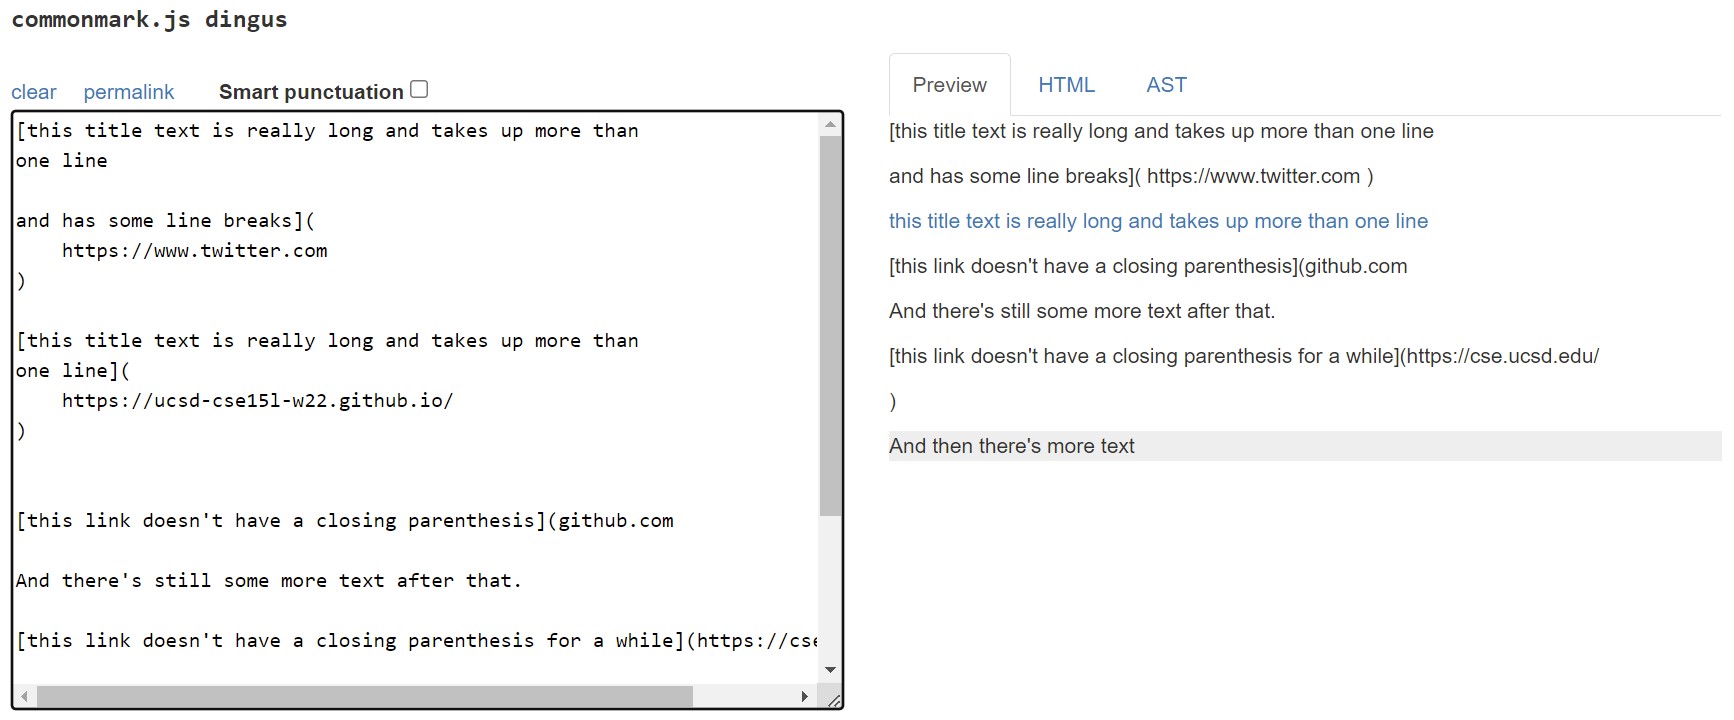 commonmark.js dingus
clear permalink Smart punctuation
[this title text is really long and takes up more than
one line
and has some line breaks](
https://www.twitter.com
)
[this title text is really long and takes up more than
one line](
https://ucsd-cse15l-w22.github.io/
)
[this link doesn't have a closing parenthesis](github.com
And there's still some more text after that.
[this link doesn't have a closing parenthesis for a while](https://cse
Preview HTML AST
[this title text is really long and takes up more than one line
and has some line breaks]( https://www.twitter.com )
this title text is really long and takes up more than one line
[this link doesn't have a closing parenthesis](github.com
And there's still some more text after that.
[this link doesn't have a closing parenthesis for a while](https://cse.ucsd.edu/
)
And then there's more text